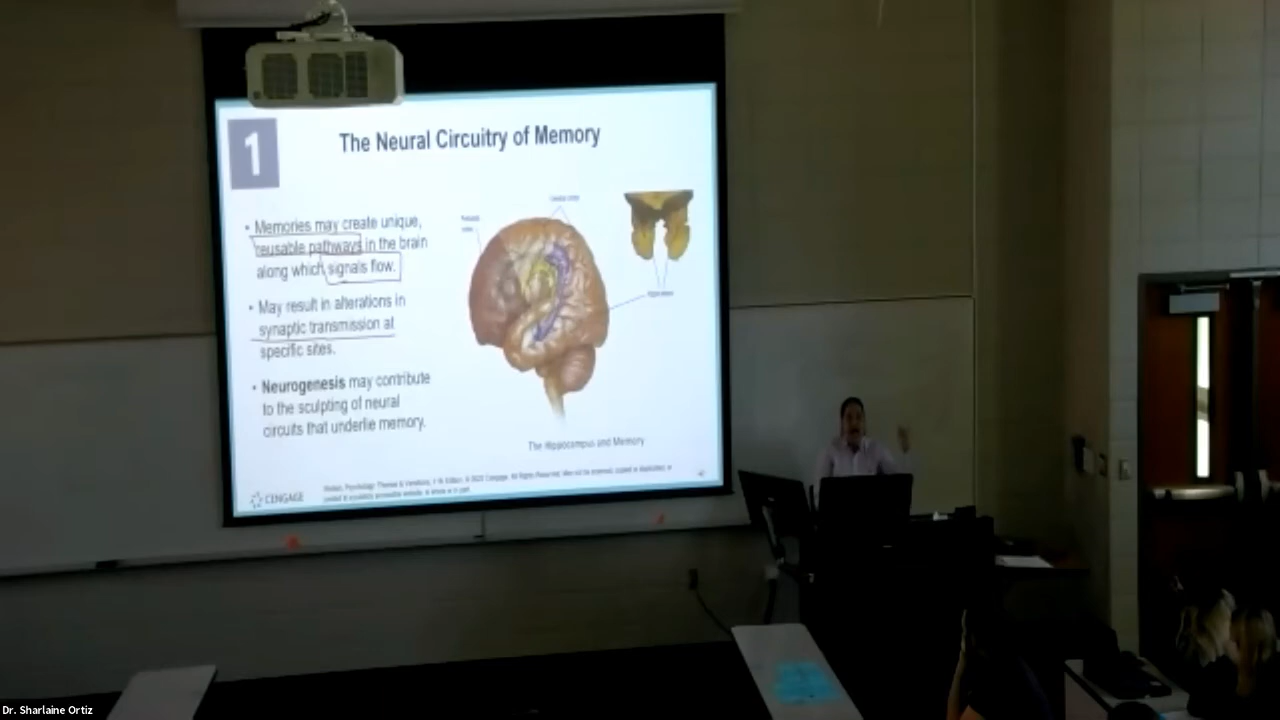 1
The Neural Circuitry of Memory
• Memories may create unique,
reusable pathways in the brain
along which signals flow.
• May result in alterations in
synaptic transmission at
specific sites.
• Neurogenesis may contribute
to the sculpting of neural
circuits that underlie memory.
The Hippocampus and Memory
CENGAGE
Dr. Sharlaine Ortiz